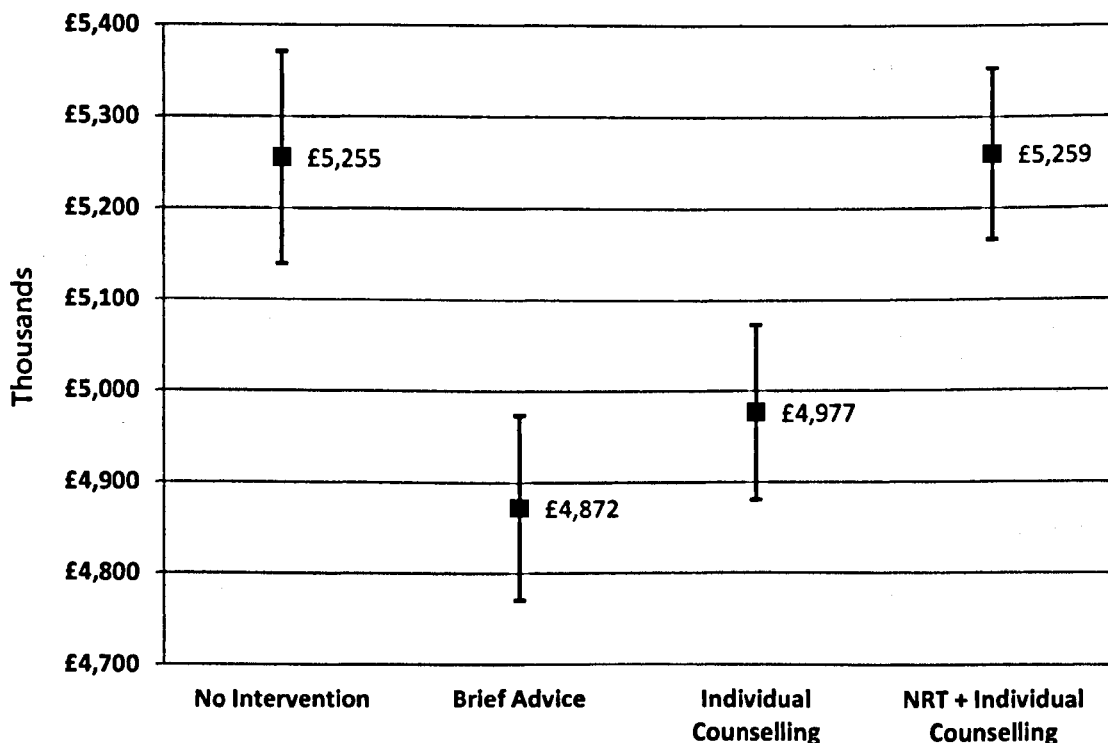 £5,400
£5,300
£5,200
£5,100
£5,000
£4,900
£4,800
£4,700
Thousands
£5,255
£4,872
£4,977
£5,259
No Intervention
Brief Advice
Individual
Counselling
NRT + Individual
Counselling